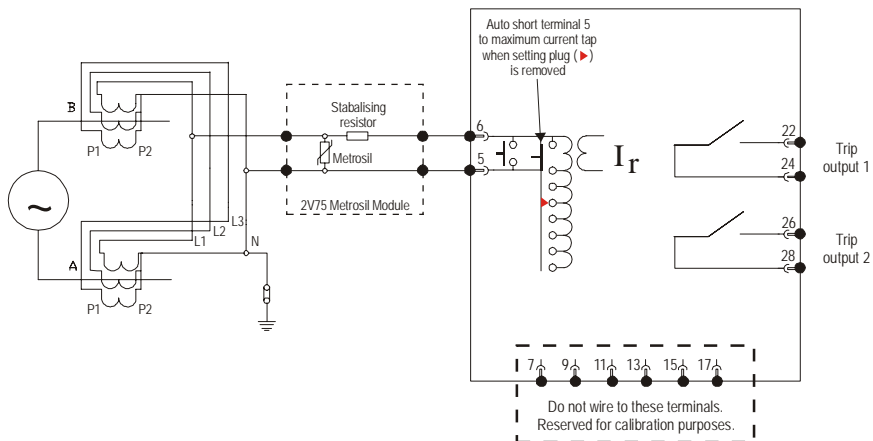 Auto short terminal 5
to maximum current tap
when setting plug (▶)
is removed
B
P1 P2
~
A
P1 P2
L1
L2
L3
N
Stabalising
resistor
Metrosil
2V75 Metrosil Module
6
5
Ir
22
24
Trip
output 1
26
28
Trip
output 2
7 9 11 13 15 17
Do not wire to these terminals.
Reserved for calibration purposes.